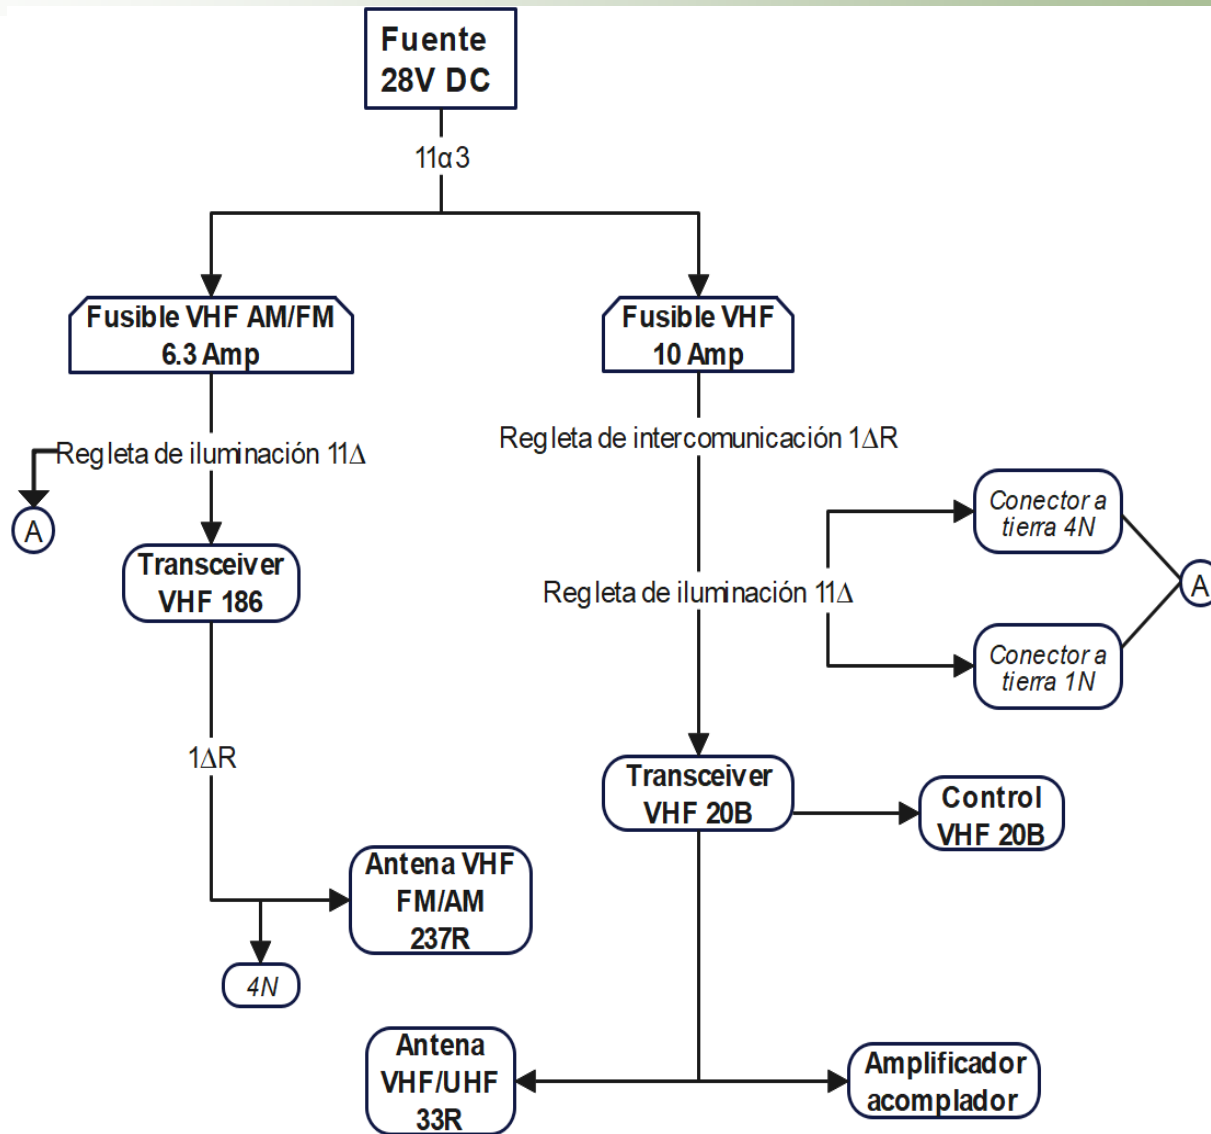 Fuente
28V DC
11α3
Fusible VHF AM/FM
6.3 Amp
Fusible VHF
10 Amp
Regleta de iluminación 11Δ
Regleta de intercomunicación 1ΔR
A
Conector a
tierra 4N
Transceiver
VHF 186
Regleta de iluminación 11Δ
A
Conector a
tierra 1N
1ΔR
Transceiver
VHF 20B
Control
VHF 20B
Antena VHF
FM/AM
237R
4N
Antena
VHF/UHF
33R
Amplificador
acomplador